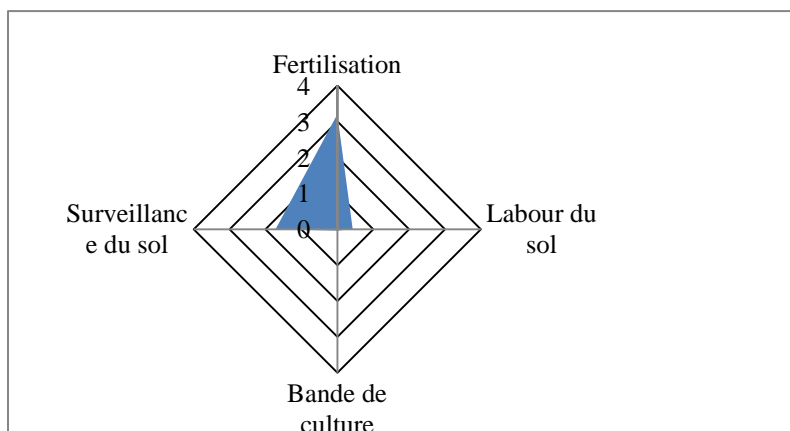 Fertilisation
4
3
2
1
0
Surveillanc
e du sol
Labour du
sol
Bande de
culture